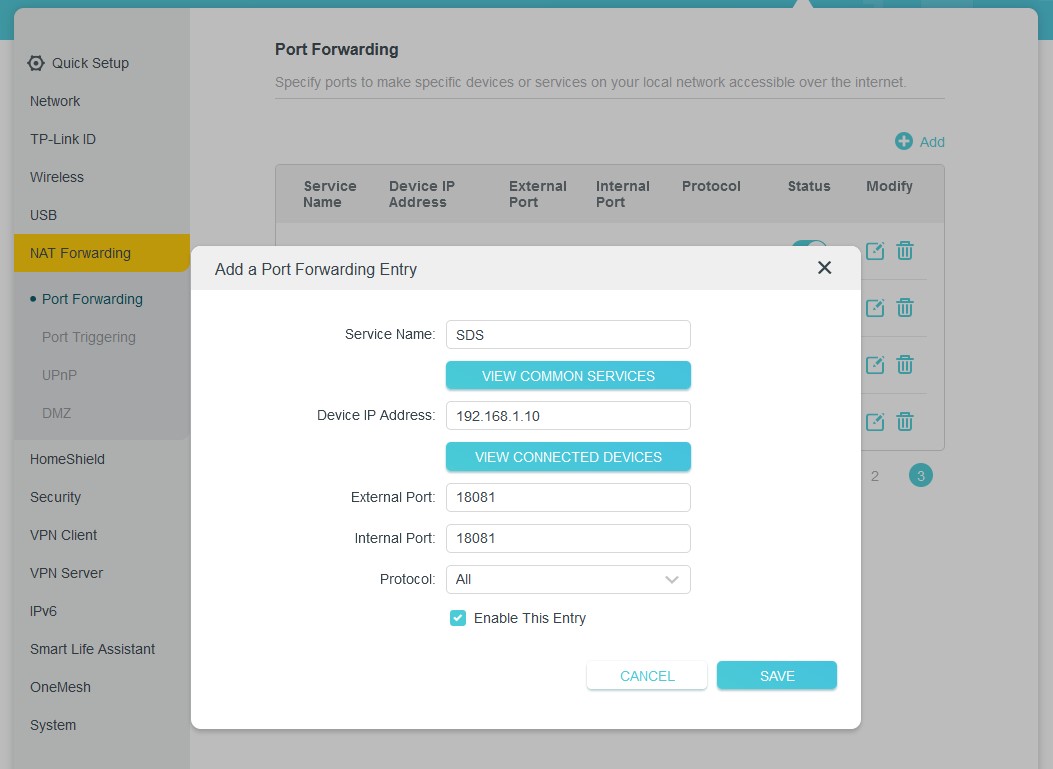 Quick Setup
Network
TP-Link ID
Wireless
USB
NAT Forwarding
Port Forwarding
Port Triggering
UPnP
DMZ
HomeShield
Security
VPN Client
VPN Server
IPv6
Smart Life Assistant
OneMesh
System
Port Forwarding
Specify ports to make specific devices or services on your local network accessible over the internet.
Add
Service Name Device IP Address External Port Internal Port Protocol Status Modify
Add a Port Forwarding Entry
Service Name: SDS
VIEW COMMON SERVICES
Device IP Address: 192.168.1.10
VIEW CONNECTED DEVICES
External Port: 18081
Internal Port: 18081
Protocol: All
Enable This Entry
CANCEL SAVE
2 3